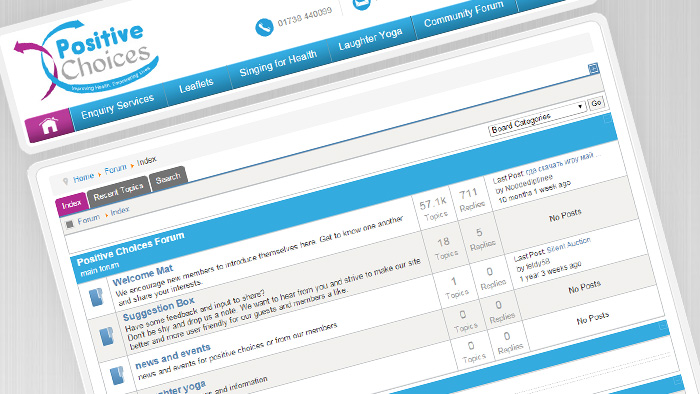 Positive
Choices
Improving Health, Empowering Lives
01738 440099
Enquiry Services
Leaflets
Singing for Health
Laughter Yoga
Community Forum
Home
Forum
Index
Index
Recent Topics
Search
Forum
Index
Board Categories
Go
Positive Choices Forum
main forum
Welcome Mat
We encourage new members to introduce themselves here. Get to know one another
and share your interests.
57.1k
Topics
711
Replies
Last Post: где скачать игру май
by
10 months 1 week ago
Suggestion Box
Have some feedback and input to share?
Don't be shy and drop us a note. We want to hear from you and strive to make our site
better and more user friendly for our guests and members a like.
18
Topics
5
Replies
No Posts
news and events
news and events for positive choices or from our members
1
Topics
0
Replies
Last Post: Silent Auction
by
1 year 3 weeks ago
ughter yoga
and information
0
Topics
0
Replies
No Posts
0
Topics
0
Replies
No Posts